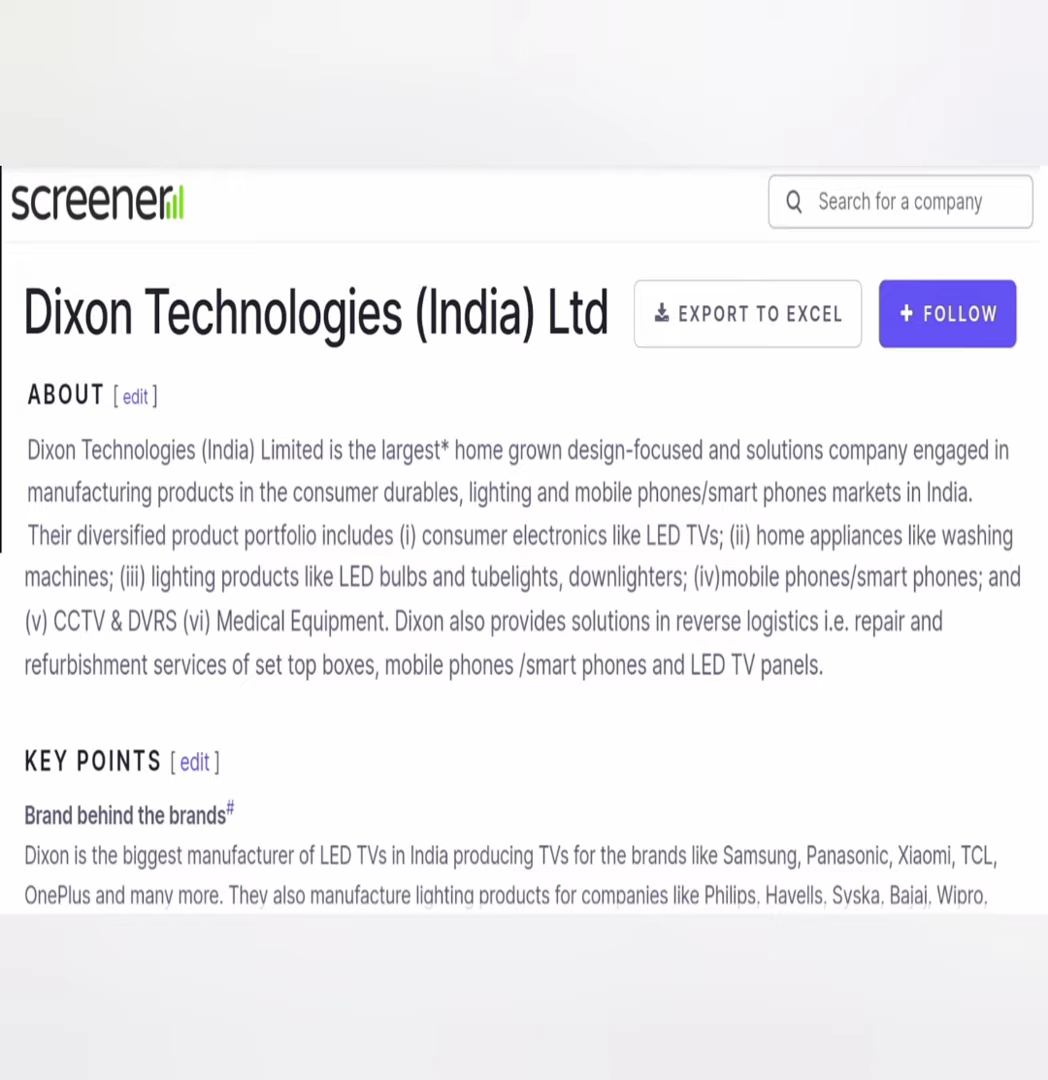 screener
Search for a company
Dixon Technologies (India) Ltd
EXPORT TO EXCEL
+ FOLLOW
ABOUT [ edit ]
Dixon Technologies (India) Limited is the largest* home grown design-focused and solutions company engaged in
manufacturing products in the consumer durables, lighting and mobile phones/smart phones markets in India.
Their diversified product portfolio includes (i) consumer electronics like LED TVs; (ii) home appliances like washing
machines; (iii) lighting products like LED bulbs and tubelights, downlighters; (iv)mobile phones/smart phones; and
(v) CCTV & DVRS (vi) Medical Equipment. Dixon also provides solutions in reverse logistics i.e. repair and
refurbishment services of set top boxes, mobile phones /smart phones and LED TV panels.
KEY POINTS [ edit ]
Brand behind the brands#
Dixon is the biggest manufacturer of LED TVs in India producing TVs for the brands like Samsung, Panasonic, Xiaomi, TCL,
OnePlus and many more. They also manufacture lighting products for companies like Philips, Havells, Syska, Bajaj, Wipro,